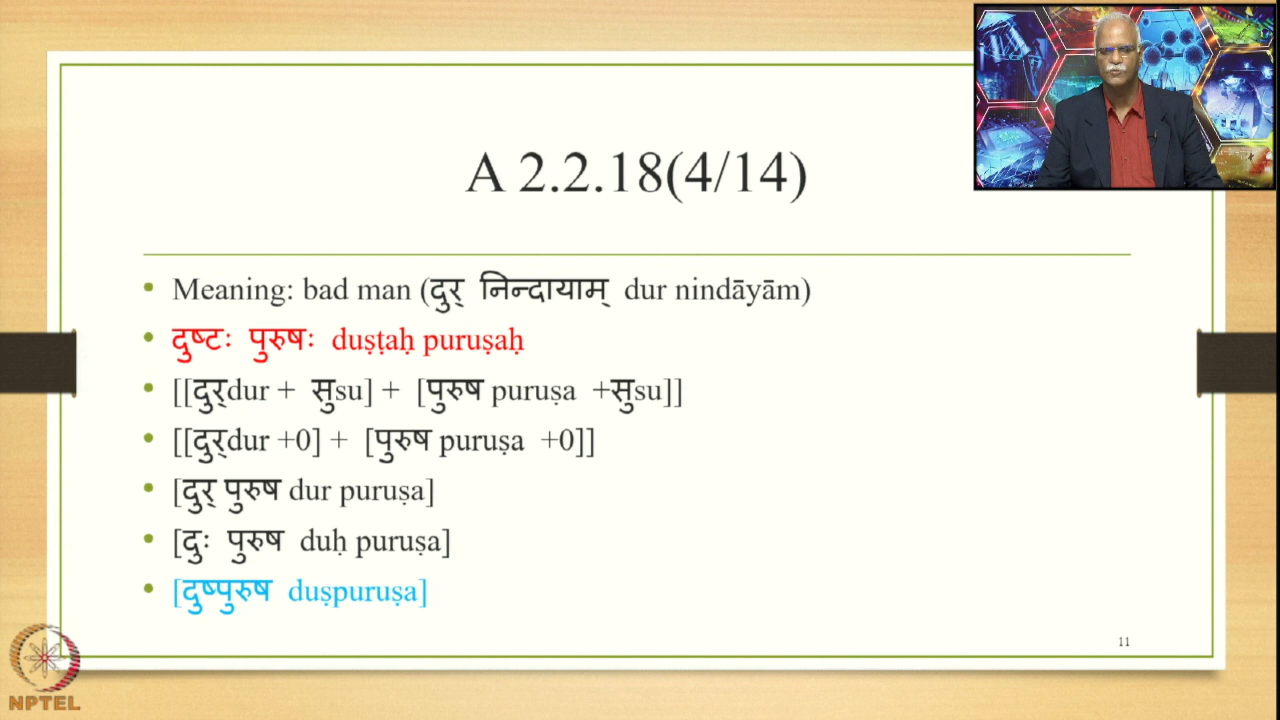 A 2.2.18(4/14)
• Meaning: bad man (दुर् निन्दायाम् dur nindāyām)
• दुष्टः पुरुषः duṣṭaḥ puruṣaḥ
• [[दुर्dur + सुsu] + [पुरुष puruṣa +सुsu]]
• [[दुर्dur +0] + [पुरुष puruṣa +0]]
• [दुर् पुरुष dur puruṣa]
• [दुः पुरुष duḥ puruṣa]
• [दुष्पुरुष duṣpuruṣa]
11
NPTEL